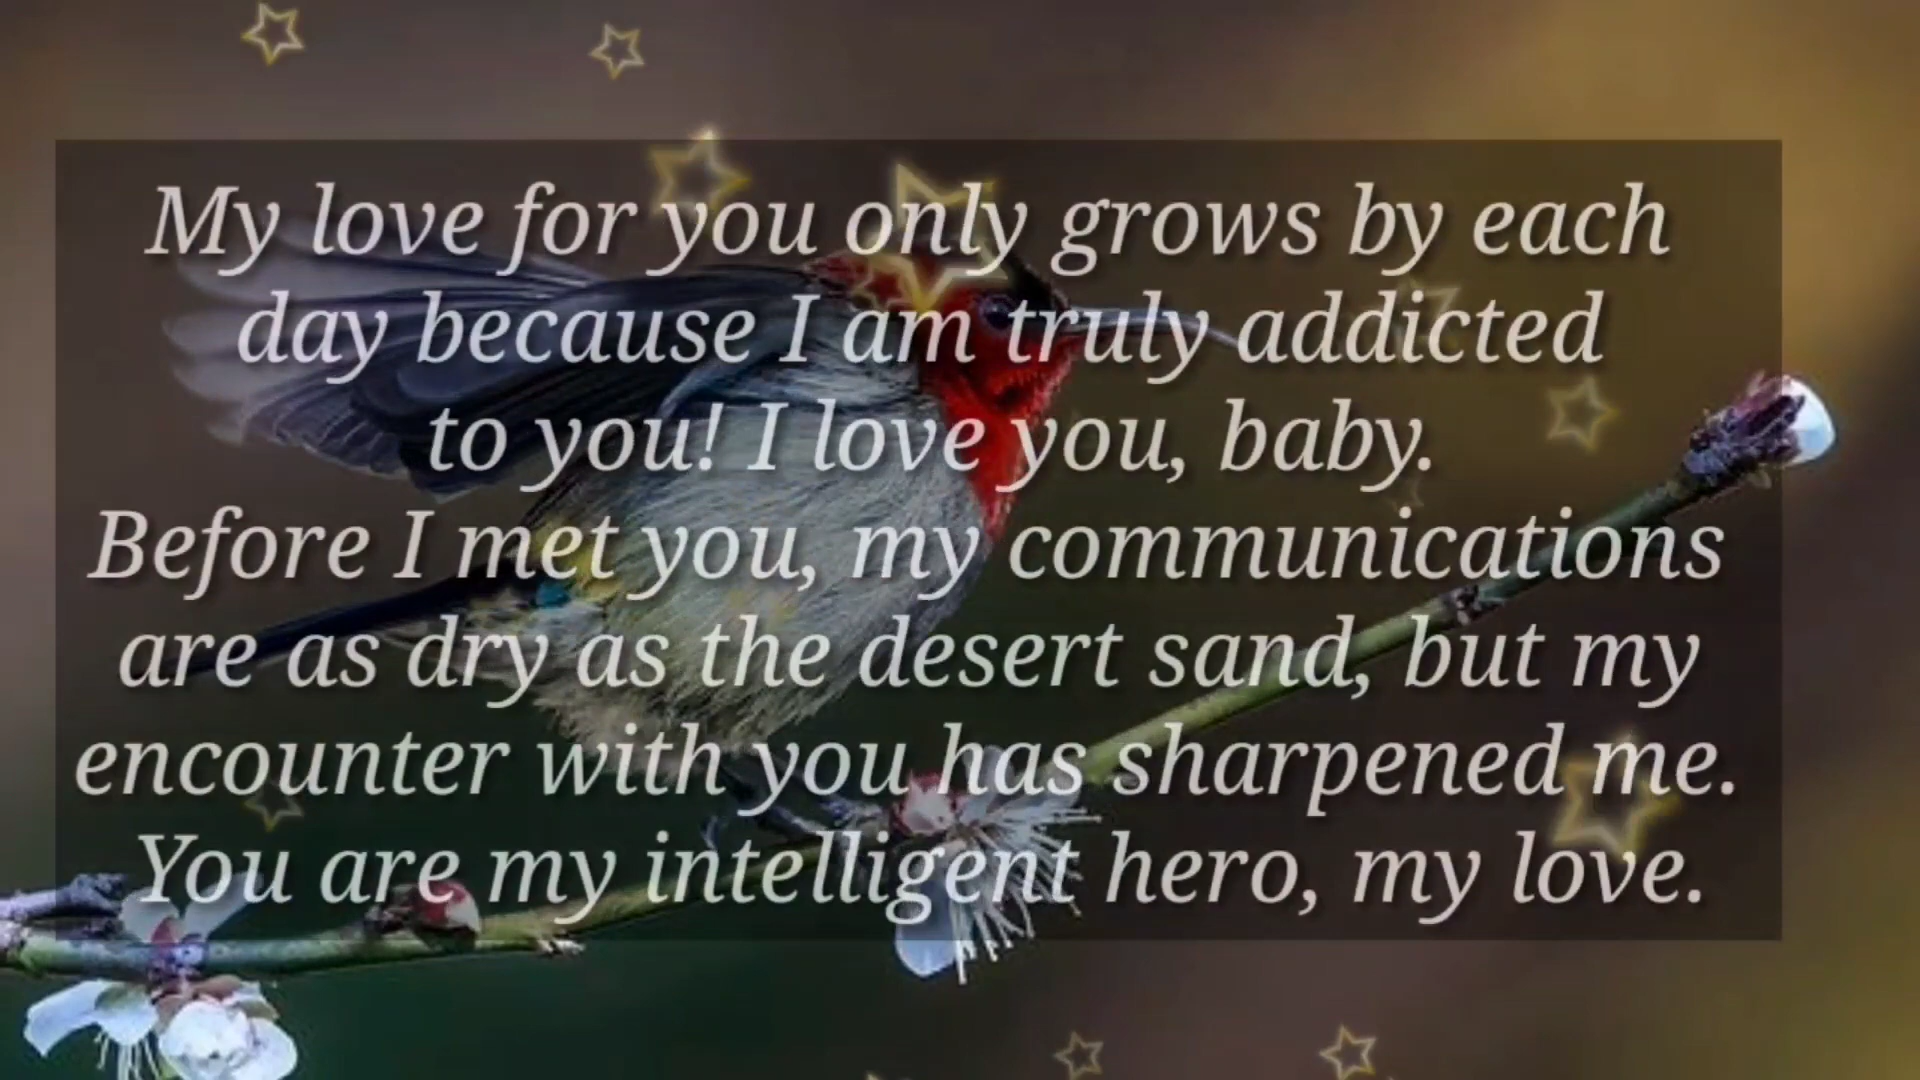 My love for you only grows by each
day because I am truly addicted
to you! I love you, baby.
Before I met you, my communications
are as dry as the desert sand, but my
encounter with you has sharpened me.
You are my intelligent hero, my love.